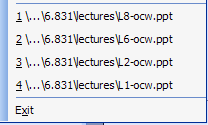 1 \...\6.831\lectures\L8-ocw.ppt
2 \...\6.831\lectures\L6-ocw.ppt
3 \...\6.831\lectures\L2-ocw.ppt
4 \...\6.831\lectures\L1-ocw.ppt
Exit